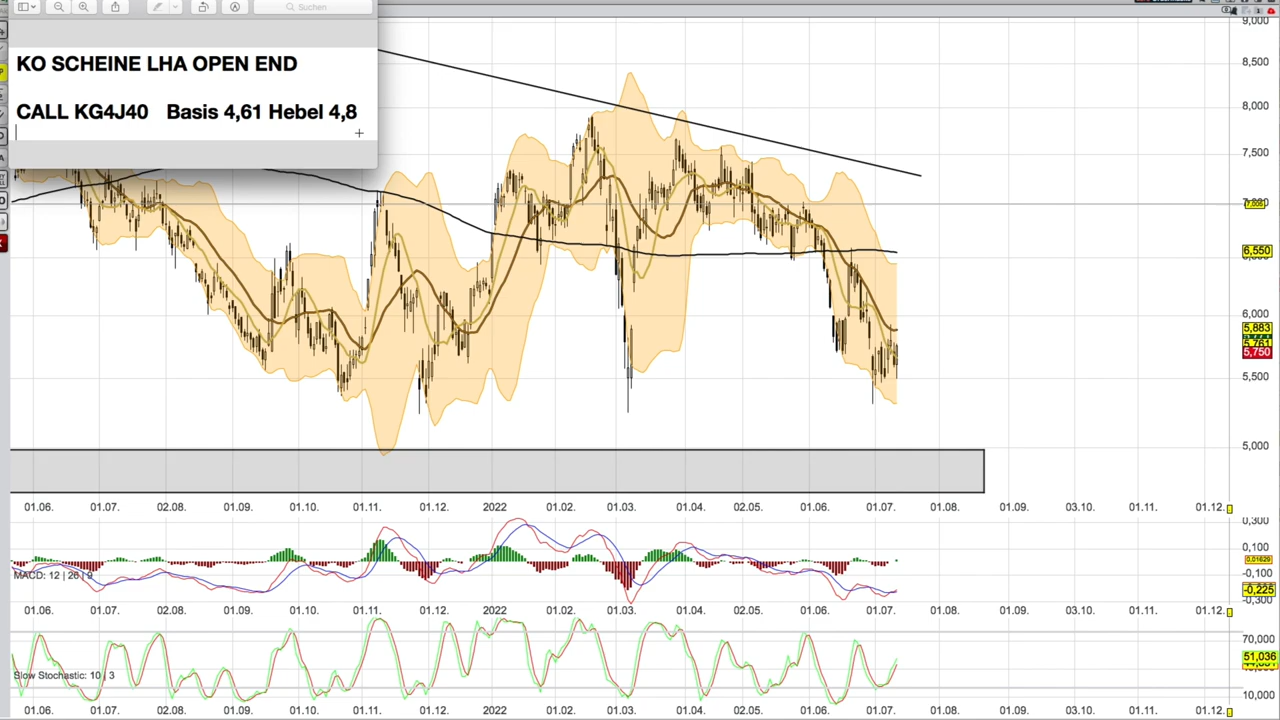 Suchen
KO SCHEINE LHA OPEN END
CALL KG4J40 Basis 4,61 Hebel 4,8
9,000
8,500
8,000
7,500
6,550
6,000
5,883
5,750
5,500
5,000
01.06. 01.07. 02.08. 01.09. 01.10. 01.11. 01.12. 2022 01.02. 01.03. 01.04. 02.05. 01.06. 01.07. 01.08. 01.09. 03.10. 01.11. 01.12.
0,300
0,100
-0,100
-0,225
-0,300
MACD: 12 | 26 | 9
01.06. 01.07. 02.08. 01.09. 01.10. 01.11. 01.12. 2022 01.02. 01.03. 01.04. 02.05. 01.06. 01.07. 01.08. 01.09. 03.10. 01.11. 01.12.
70,000
51,036
Slow Stochastic: 10 | 3
10,000
01.06. 01.07. 02.08. 01.09. 01.10. 01.11. 01.12. 2022 01.02. 01.03. 01.04. 02.05. 01.06. 01.07. 01.08. 01.09. 03.10. 01.11. 01.12.